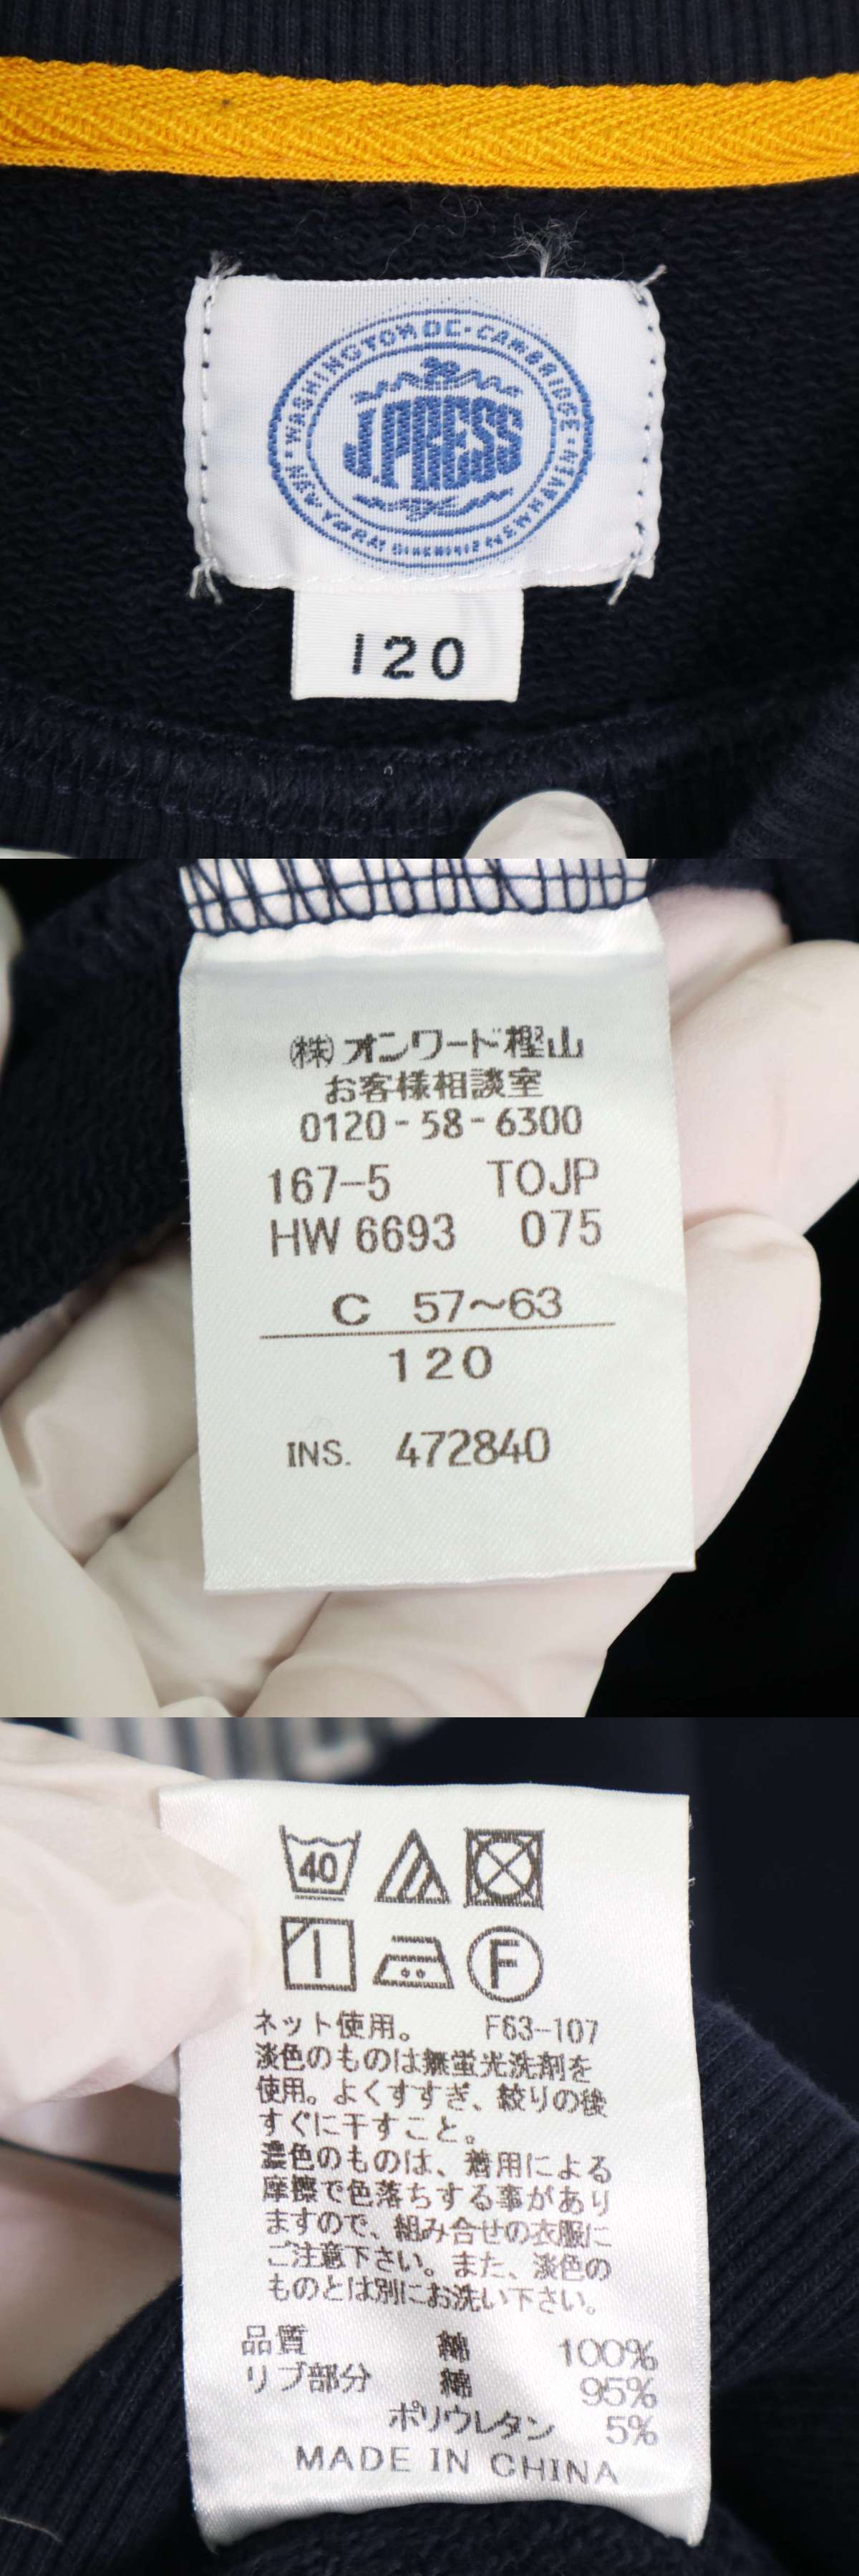 WASHINGTON DC · CAMBRIDGE · NEW HAVEN
NEW YORK
J.PRESS
120
㈱オンワード樫山
お客様相談室
0120-58-6300
167-5 TOJP
HW 6693 075
C 57~63
120
INS. 472840
40
F
ネット使用。 F63-107
淡色のものは無蛍光洗剤を
使用。よくすすぎ、絞りの後
すぐに干すこと。
濃色のものは、着用による
摩擦で色落ちする事があり
ますので、組み合せの衣服に
ご注意下さい。また、淡色の
ものとは別にお洗い下さい。
品質 綿 100%
リブ部分 綿 95%
ポリウレタン 5%
MADE IN CHINA